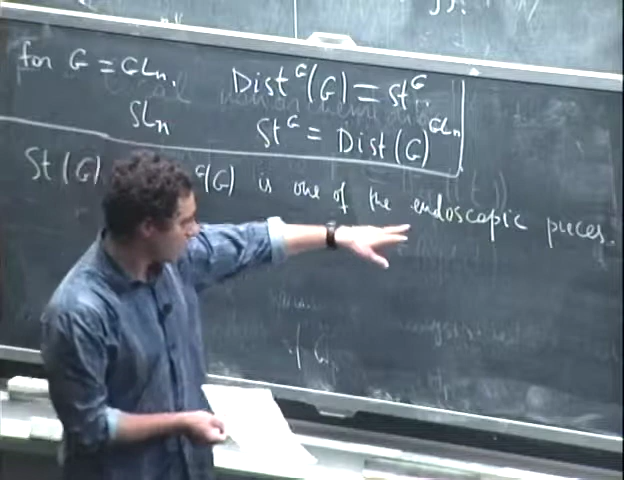 for G = GLn. Dist^G(G) = St^G.
SLn St^G = Dist(G)^GLn
St(G) (G) is one of the endoscopic pieces.